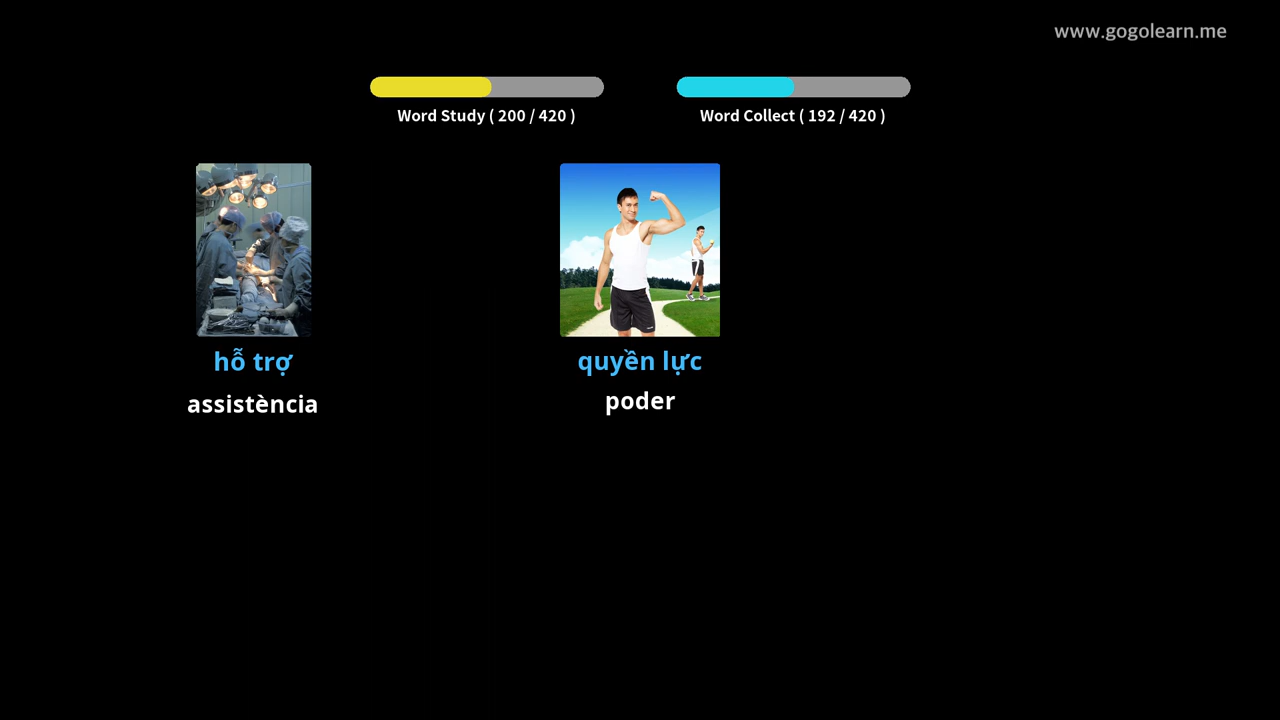 www.gogolearn.me
Word Study ( 200 / 420 )
Word Collect ( 192 / 420 )
hỗ trợ
quyền lực
assistència
poder